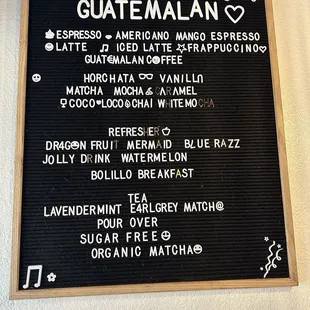 GUATEMALAN
ESPRESSO AMERICANO MANGO ESPRESSO
LATTE ICED LATTE FRAPPUCCINO
GUATEMALAN COFFEE
HORCHATA VANILLA
MATCHA MOCHA CARAMEL
COCO LOCO CHAI WHITE MOCHA
REFRESHER
DRAGON FRUIT MERMAID BLUE RAZZ
JOLLY DRINK WATERMELON
BOLILLO BREAKFAST
TEA
LAVENDERMINT EARLGREY MATCH@
POUR OVER
SUGAR FREE
ORGANIC MATCHA